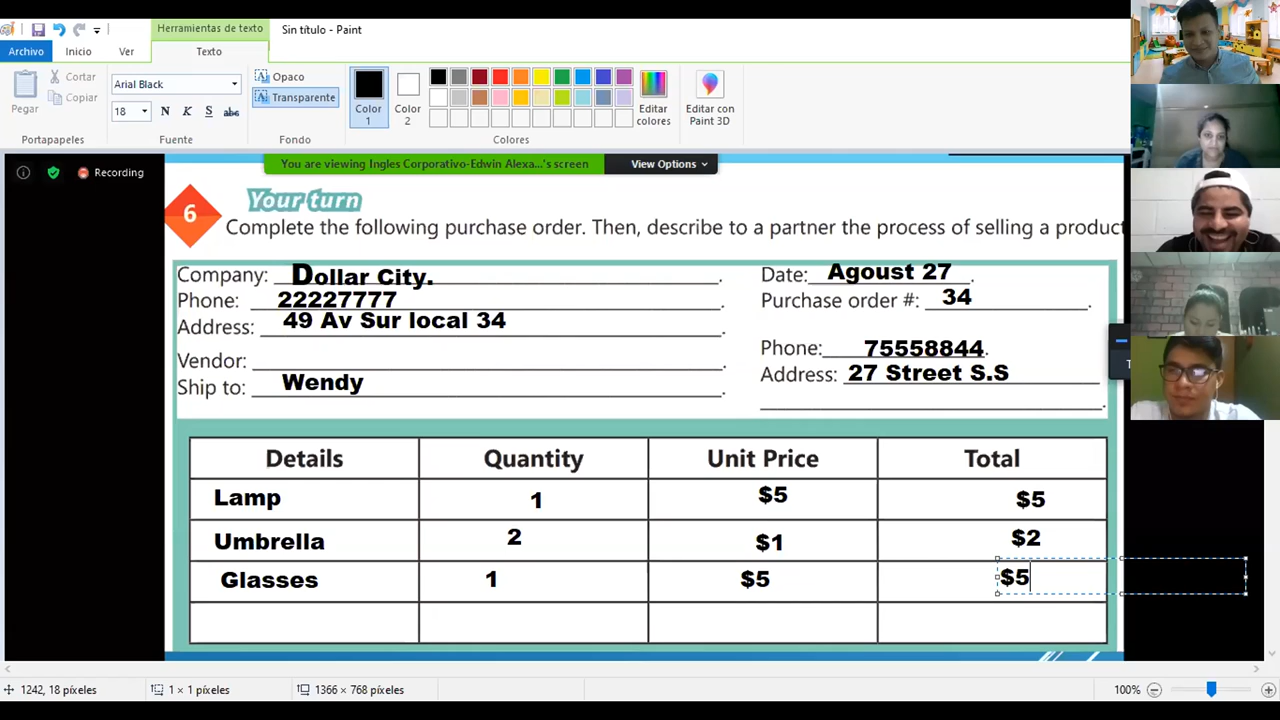 Herramientas de texto
Sin título - Paint
Archivo Inicio Ver Texto
Pegar
Cortar
Copiar
Arial Black
18 N K S abc
Opaco
Transparente
Color 1
Color 2
Editar colores
Editar con Paint 3D
Portapapeles Fuente Fondo Colores
Recording
You are viewing Ingles Corporativo-Edwin Alexa...'s screen
View Options
6 Your turn
Complete the following purchase order. Then, describe to a partner the process of selling a product
Company: Dollar City.
Phone: 22227777
Address: 49 Av Sur local 34
Vendor:
Ship to: Wendy
Date: Agoust 27
Purchase order #: 34
Phone: 75558844
Address: 27 Street S.S
Details Quantity Unit Price Total
Lamp 1 $5 $5
Umbrella 2 $1 $2
Glasses 1 $5 $5
1242, 18 píxeles
1 × 1 píxeles
1366 × 768 píxeles
100%